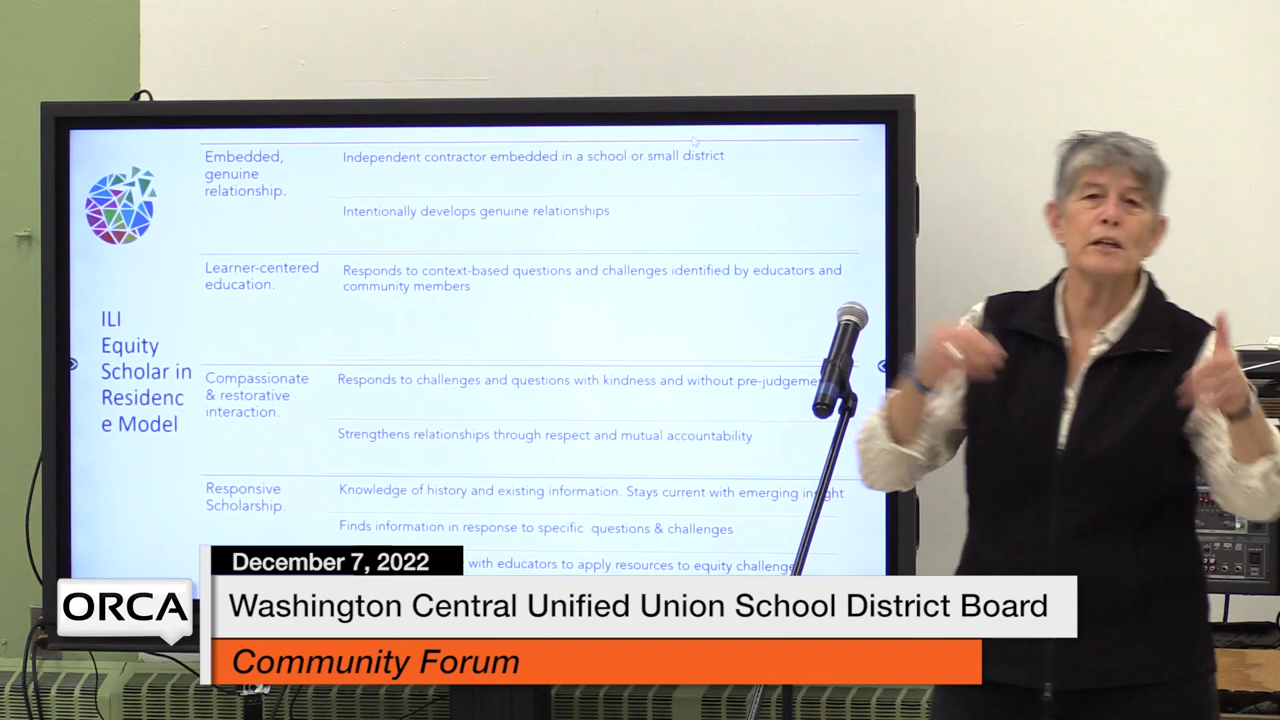 Embedded,
genuine
relationship.
Independent contractor embedded in a school or small district
Intentionally develops genuine relationships
Learner-centered
education.
Responds to context-based questions and challenges identified by educators and
community members
ILI
Equity
Scholar in
Residenc
e Model
Compassionate
& restorative
interaction.
Responds to challenges and questions with kindness and without
Strengthens relationships through respect and mutual accountability
Responsive
Scholarship.
Knowledge of history and existing information. Stays current with emerging insight
Finds information in response to specific questions & challenges
with educators to apply resources to equity
December 7, 2022
ORCA
Washington Central Unified Union School District Board
Community Forum